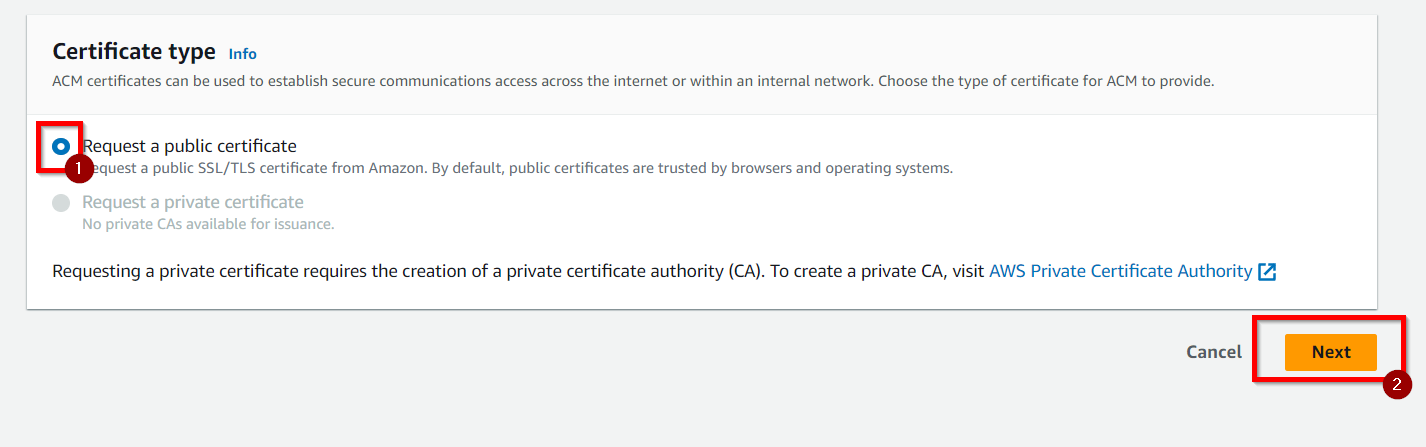 Certificate type Info
ACM certificates can be used to establish secure communications access across the internet or within an internal network. Choose the type of certificate for ACM to provide.
Request a public certificate
1
equest a public SSL/TLS certificate from Amazon. By default, public certificates are trusted by browsers and operating systems.
Request a private certificate
No private CAs available for issuance.
Requesting a private certificate requires the creation of a private certificate authority (CA). To create a private CA, visit AWS Private Certificate Authority
Cancel Next
2